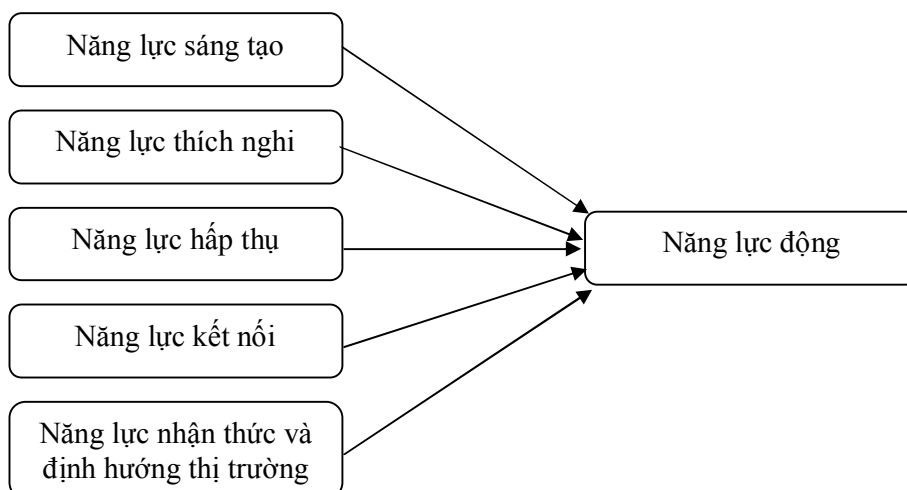 Năng lực sáng tạo
Năng lực thích nghi
Năng lực hấp thụ
Năng lực kết nối
Năng lực nhận thức và
định hướng thị trường
Năng lực động